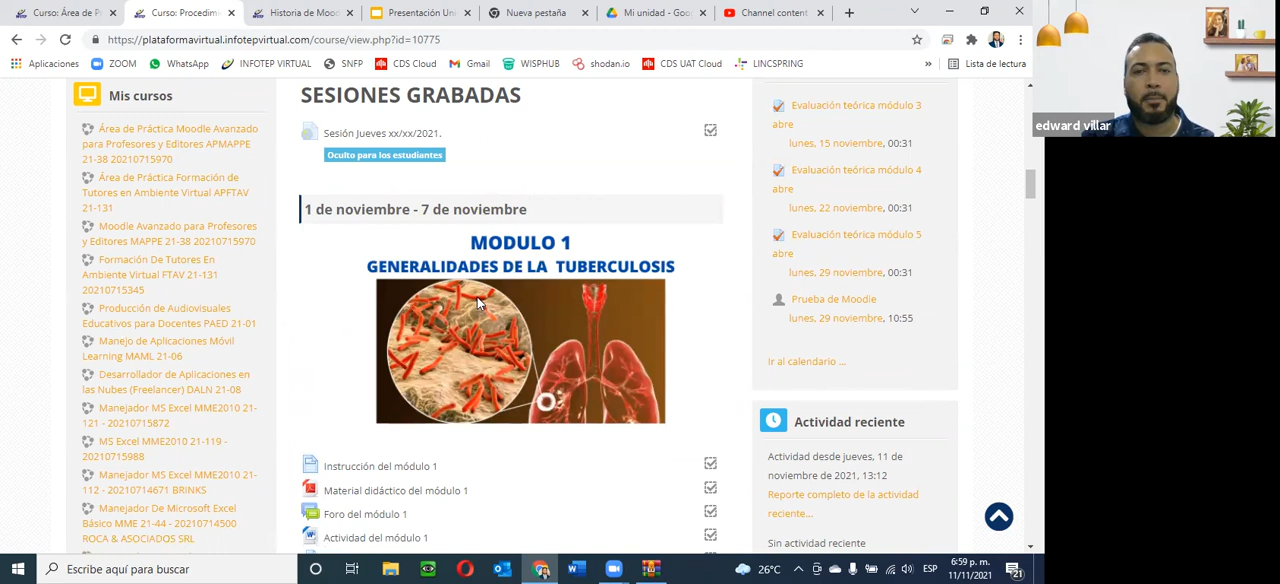 Curso: Área de P
Curso: Procedimi
Historia de Mood
Presentación Uni
Nueva pestaña
Mi unidad - Goo
Channel content
https://plataformavirtual.infotepvirtual.com/course/view.php?id=10775
Aplicaciones
ZOOM
WhatsApp
INFOTEP VIRTUAL
SNFP
CDS Cloud
Gmail
WISPHUB
shodan.io
CDS UAT Cloud
LINCSPRING
»
Lista de lectura
Mis cursos
Área de Práctica Moodle Avanzado
para Profesores y Editores APMAPPE
21-38 20210715970
Área de Práctica Formación de
Tutores en Ambiente Virtual APFTAV
21-131
Moodle Avanzado para Profesores
y Editores MAPPE 21-38 20210715970
Formación De Tutores En
Ambiente Virtual FTAV 21-131
20210715345
Producción de Audiovisuales
Educativos para Docentes PAED 21-01
Manejo de Aplicaciones Móvil
Learning MAML 21-06
Desarrollador de Aplicaciones en
las Nubes (Freelancer) DALN 21-08
Manejador MS Excel MME2010 21-
121 - 20210715872
MS Excel MME2010 21-119 -
20210715988
Manejador MS Excel MME2010 21-
112 - 20210714671 BRINKS
Manejador De Microsoft Excel
Básico MME 21-44 - 20210714500
ROCA & ASOCIADOS SRL
SESIONES GRABADAS
Sesión Jueves xx/xx/2021.
Oculto para los estudiantes
1 de noviembre - 7 de noviembre
MODULO 1
GENERALIDADES DE LA TUBERCULOSIS
Instrucción del módulo 1
Material didáctico del módulo 1
Foro del módulo 1
Actividad del módulo 1
Evaluación teórica módulo 3
abre
lunes, 15 noviembre, 00:31
Evaluación teórica módulo 4
abre
lunes, 22 noviembre, 00:31
Evaluación teórica módulo 5
abre
lunes, 29 noviembre, 00:31
Prueba de Moodle
lunes, 29 noviembre, 10:55
Ir al calendario ...
Actividad reciente
Actividad desde jueves, 11 de
noviembre de 2021, 13:12
Reporte completo de la actividad
reciente...
Sin actividad reciente
edward villar
Escribe aquí para buscar
26°C
ESP
6:59 p. m.
11/11/2021
21